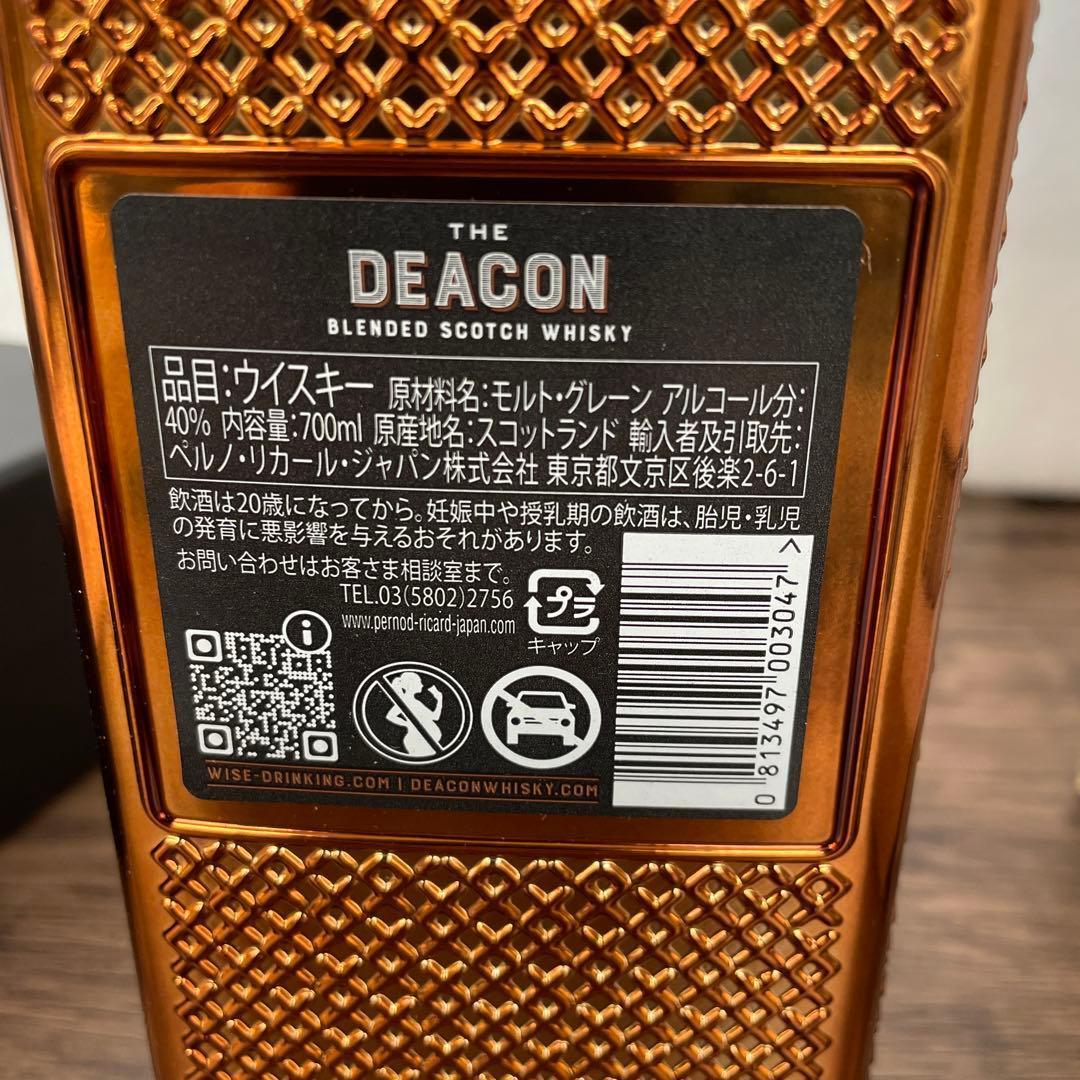 THE
DEACON
BLENDED SCOTCH WHISKY
品目:ウイスキー 原材料名:モルト・グレーン アルコール分:
40% 内容量:700ml 原産地名:スコットランド 輸入者及引取先:
ペルノ・リカール・ジャパン株式会社 東京都文京区後楽2-6-1
飲酒は20歳になってから。妊娠中や授乳期の飲酒は、胎児・乳児
の発育に悪影響を与えるおそれがあります。
お問い合わせはお客さま相談室まで。
TEL.03(5802)2756
www.pernod-ricard-japan.com
プラ
キャップ
i
WISE-DRINKING.COM | DEACONWHISKY.COM
0 813497 003047 >